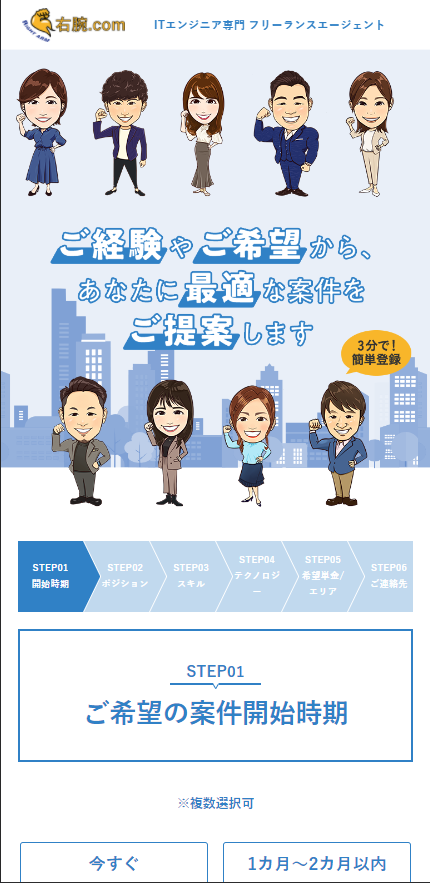 右腕.com
RIGHT ARM
ITエンジニア専門 フリーランスエージェント
ご経験やご希望から、
あなたに最適な案件を
ご提案します
3分で！
簡単登録
STEP01
開始時期
STEP02
ポジション
STEP03
スキル
STEP04
テクノロジ
ー
STEP05
希望単金/
エリア
STEP06
ご連絡先
STEP01
ご希望の案件開始時期
※複数選択可
今すぐ
1カ月〜2カ月以内